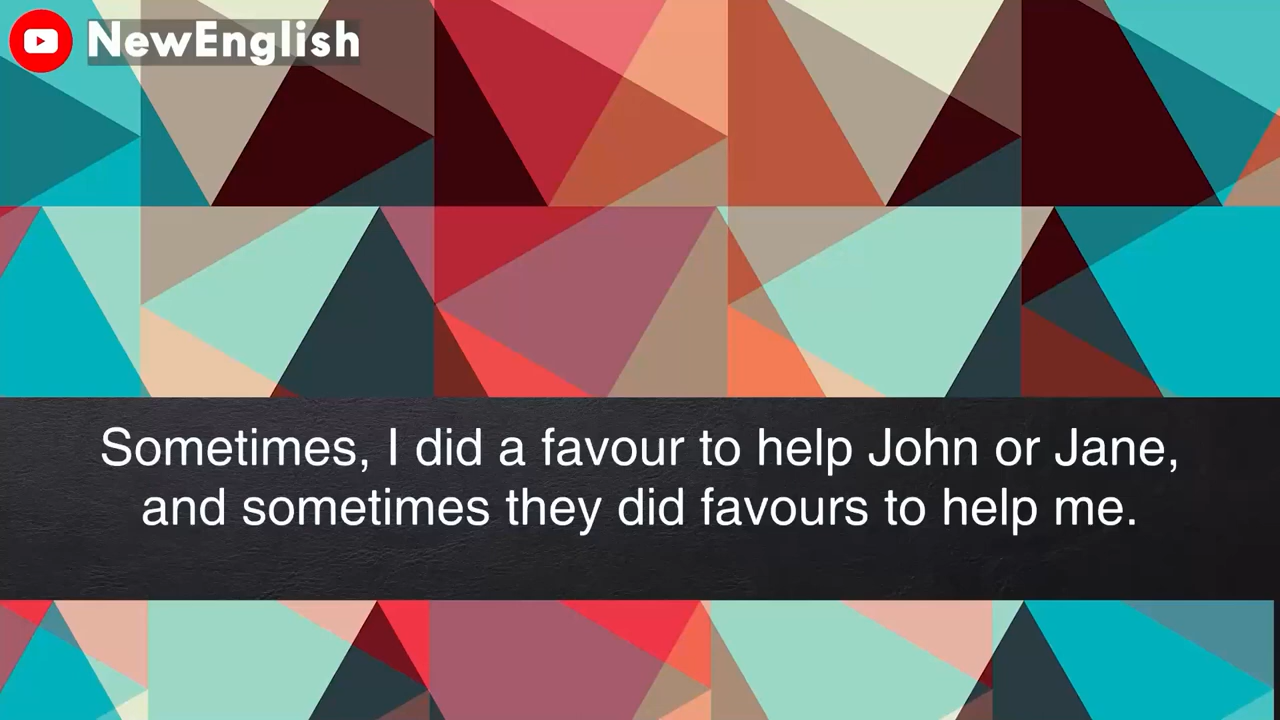 NewEnglish
Sometimes, I did a favour to help John or Jane,
and sometimes they did favours to help me.